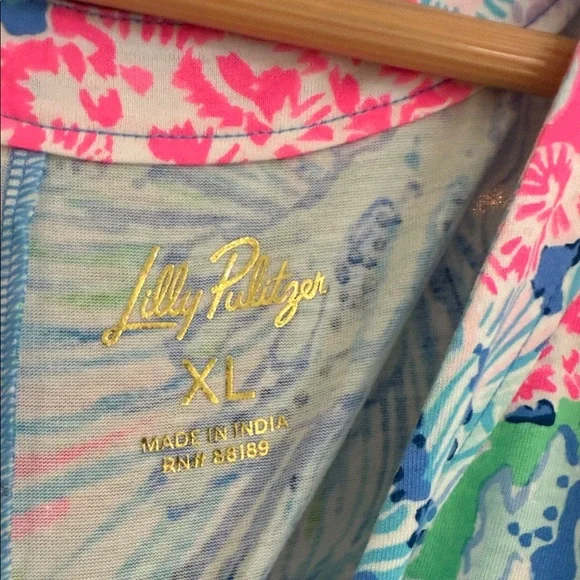 Lilly Pulitzer
XL
MADE IN INDIA
RN# 88189